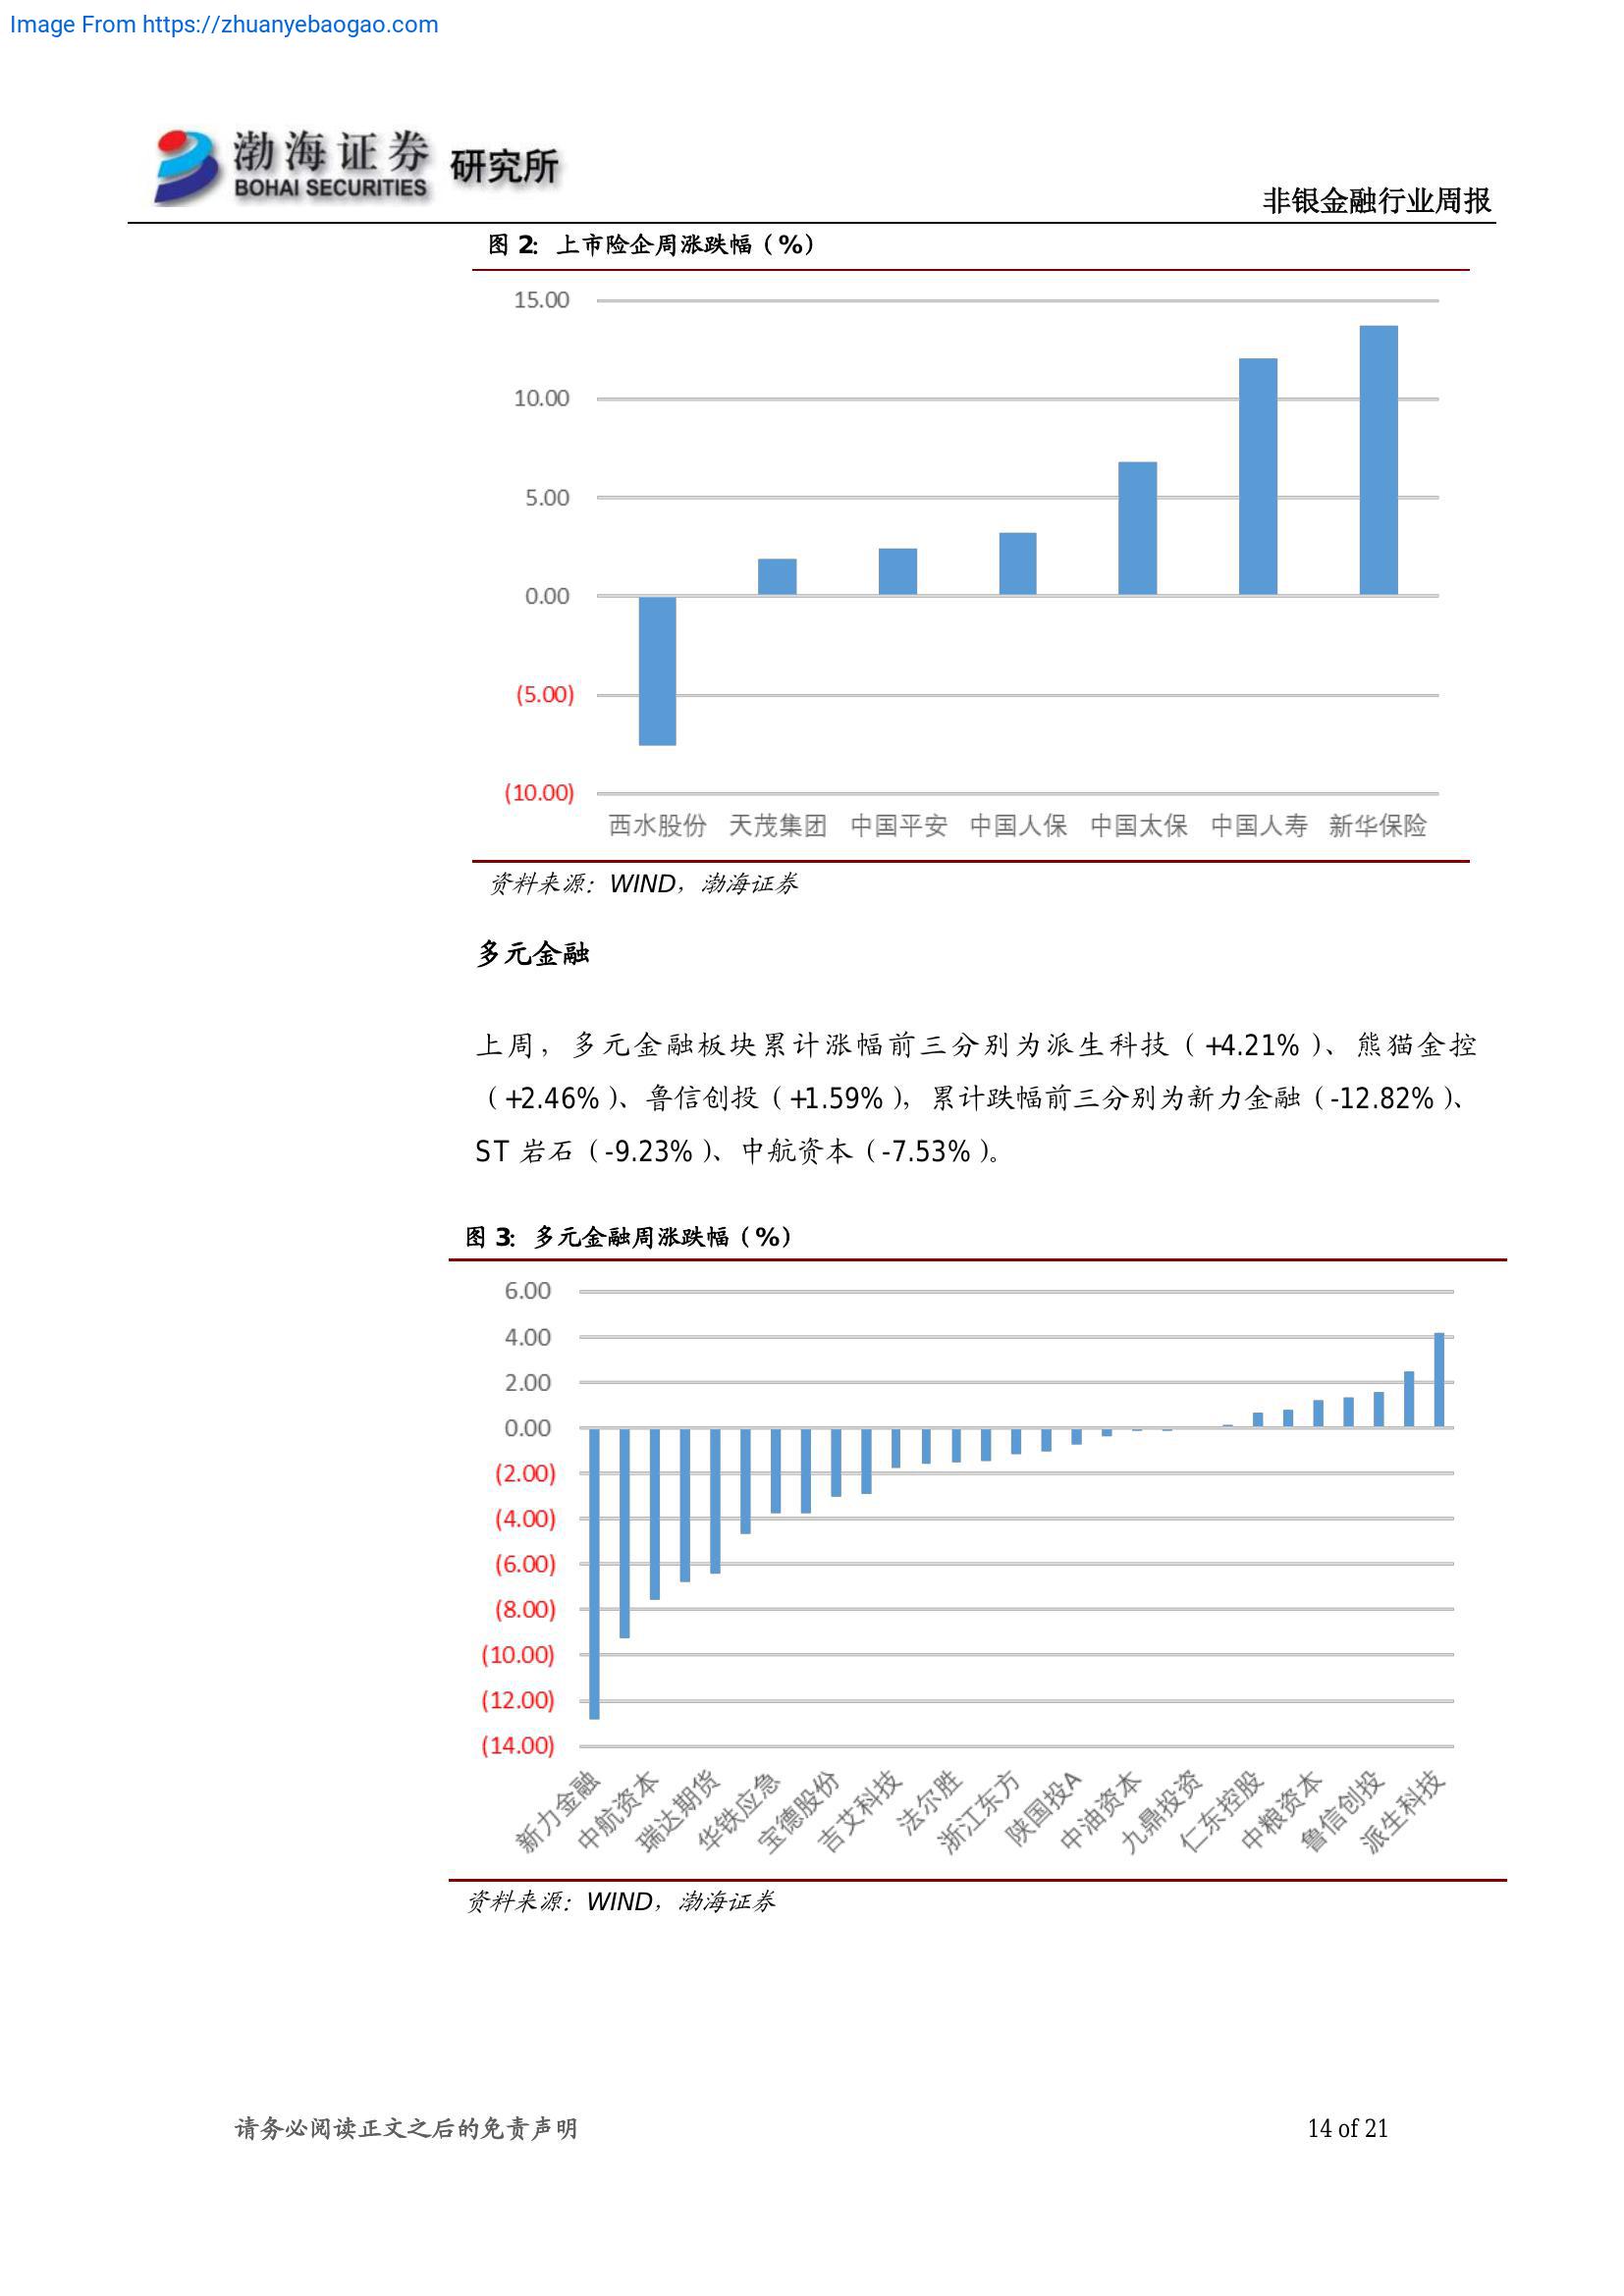 Image From https://zhuanyebaogao.com
渤海证券 研究所
BOHAI SECURITIES
非银金融行业周报
图 2：上市险企周涨跌幅（%）
15.00
10.00
5.00
0.00
(5.00)
(10.00)
西水股份 天茂集团 中国平安 中国人保 中国太保 中国人寿 新华保险
资料来源：WIND，渤海证券
多元金融
上周，多元金融板块累计涨幅前三分别为派生科技（+4.21%）、熊猫金控
（+2.46%）、鲁信创投（+1.59%），累计跌幅前三分别为新力金融（-12.82%）、
ST 岩石（-9.23%）、中航资本（-7.53%）。
图 3：多元金融周涨跌幅（%）
6.00
4.00
2.00
0.00
(2.00)
(4.00)
(6.00)
(8.00)
(10.00)
(12.00)
(14.00)
新力金融 中航资本 瑞达期货 华铁应急 宝德股份 吉艾科技 法尔胜 浙江东方 陕国投A 中油资本 九鼎投资 仁东控股 中粮资本 鲁信创投 派生科技
资料来源：WIND，渤海证券
请务必阅读正文之后的免责声明
14 of 21